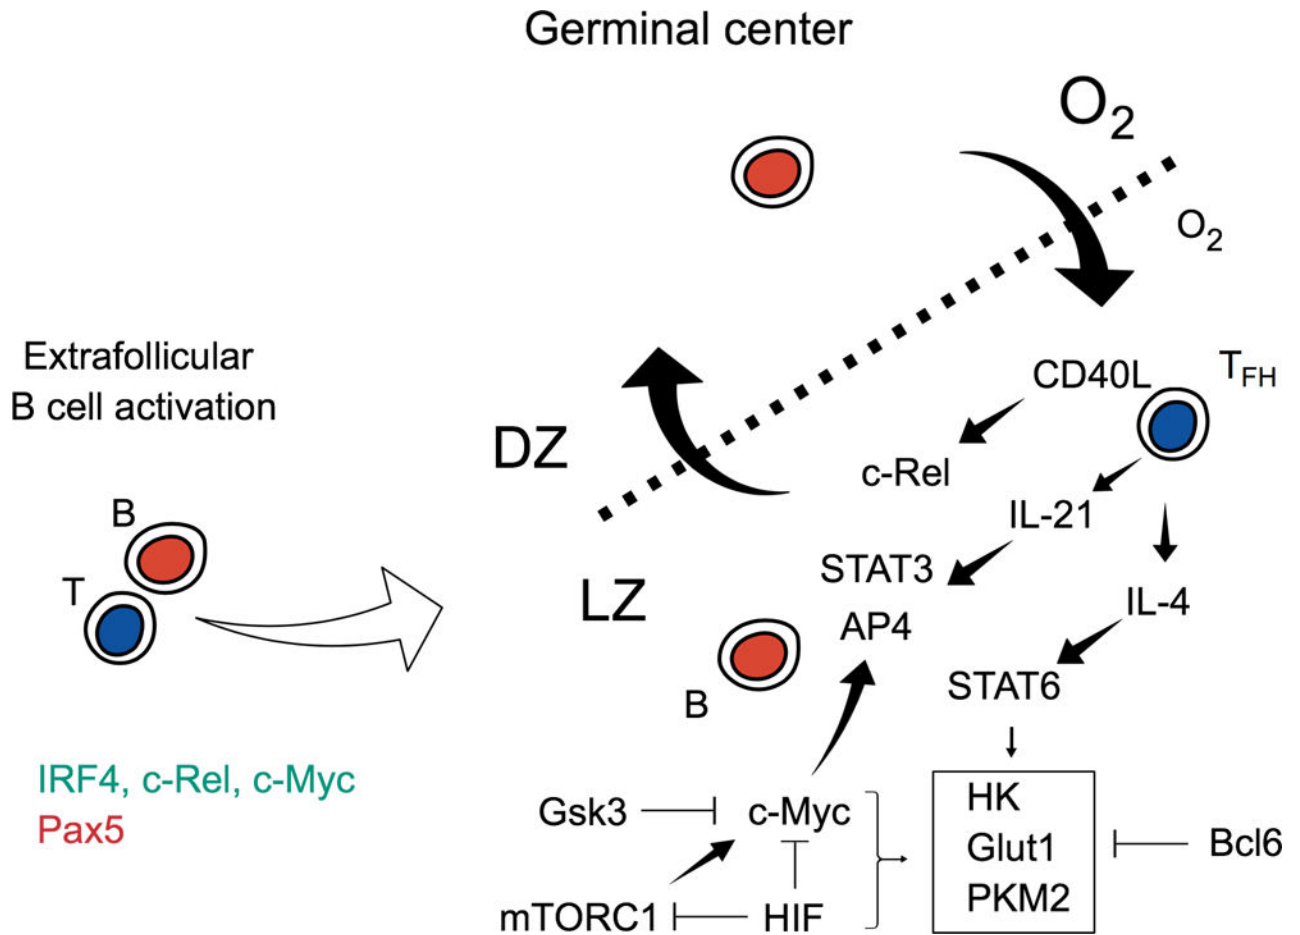 Germinal center
O2
O2
Extrafollicular
B cell activation
CD40L
TFH
DZ
c-Rel
IL-21
B
T
STAT3
LZ
AP4
IL-4
B
STAT6
IRF4, c-Rel, c-Myc
Pax5
Gsk3
c-Myc
HK
Glut1
PKM2
Bcl6
mTORC1
HIF